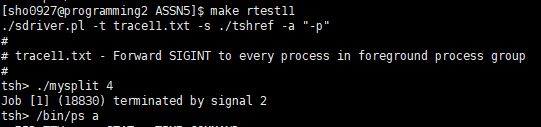 [sho0927@programming2 ASSN5]$ make rtest11
./sdriver.pl -t trace11.txt -s ./tshref -a "-p"
#
# trace11.txt - Forward SIGINT to every process in foreground process group
#
tsh> ./mysplit 4
Job [1] (18830) terminated by signal 2
tsh> /bin/ps a